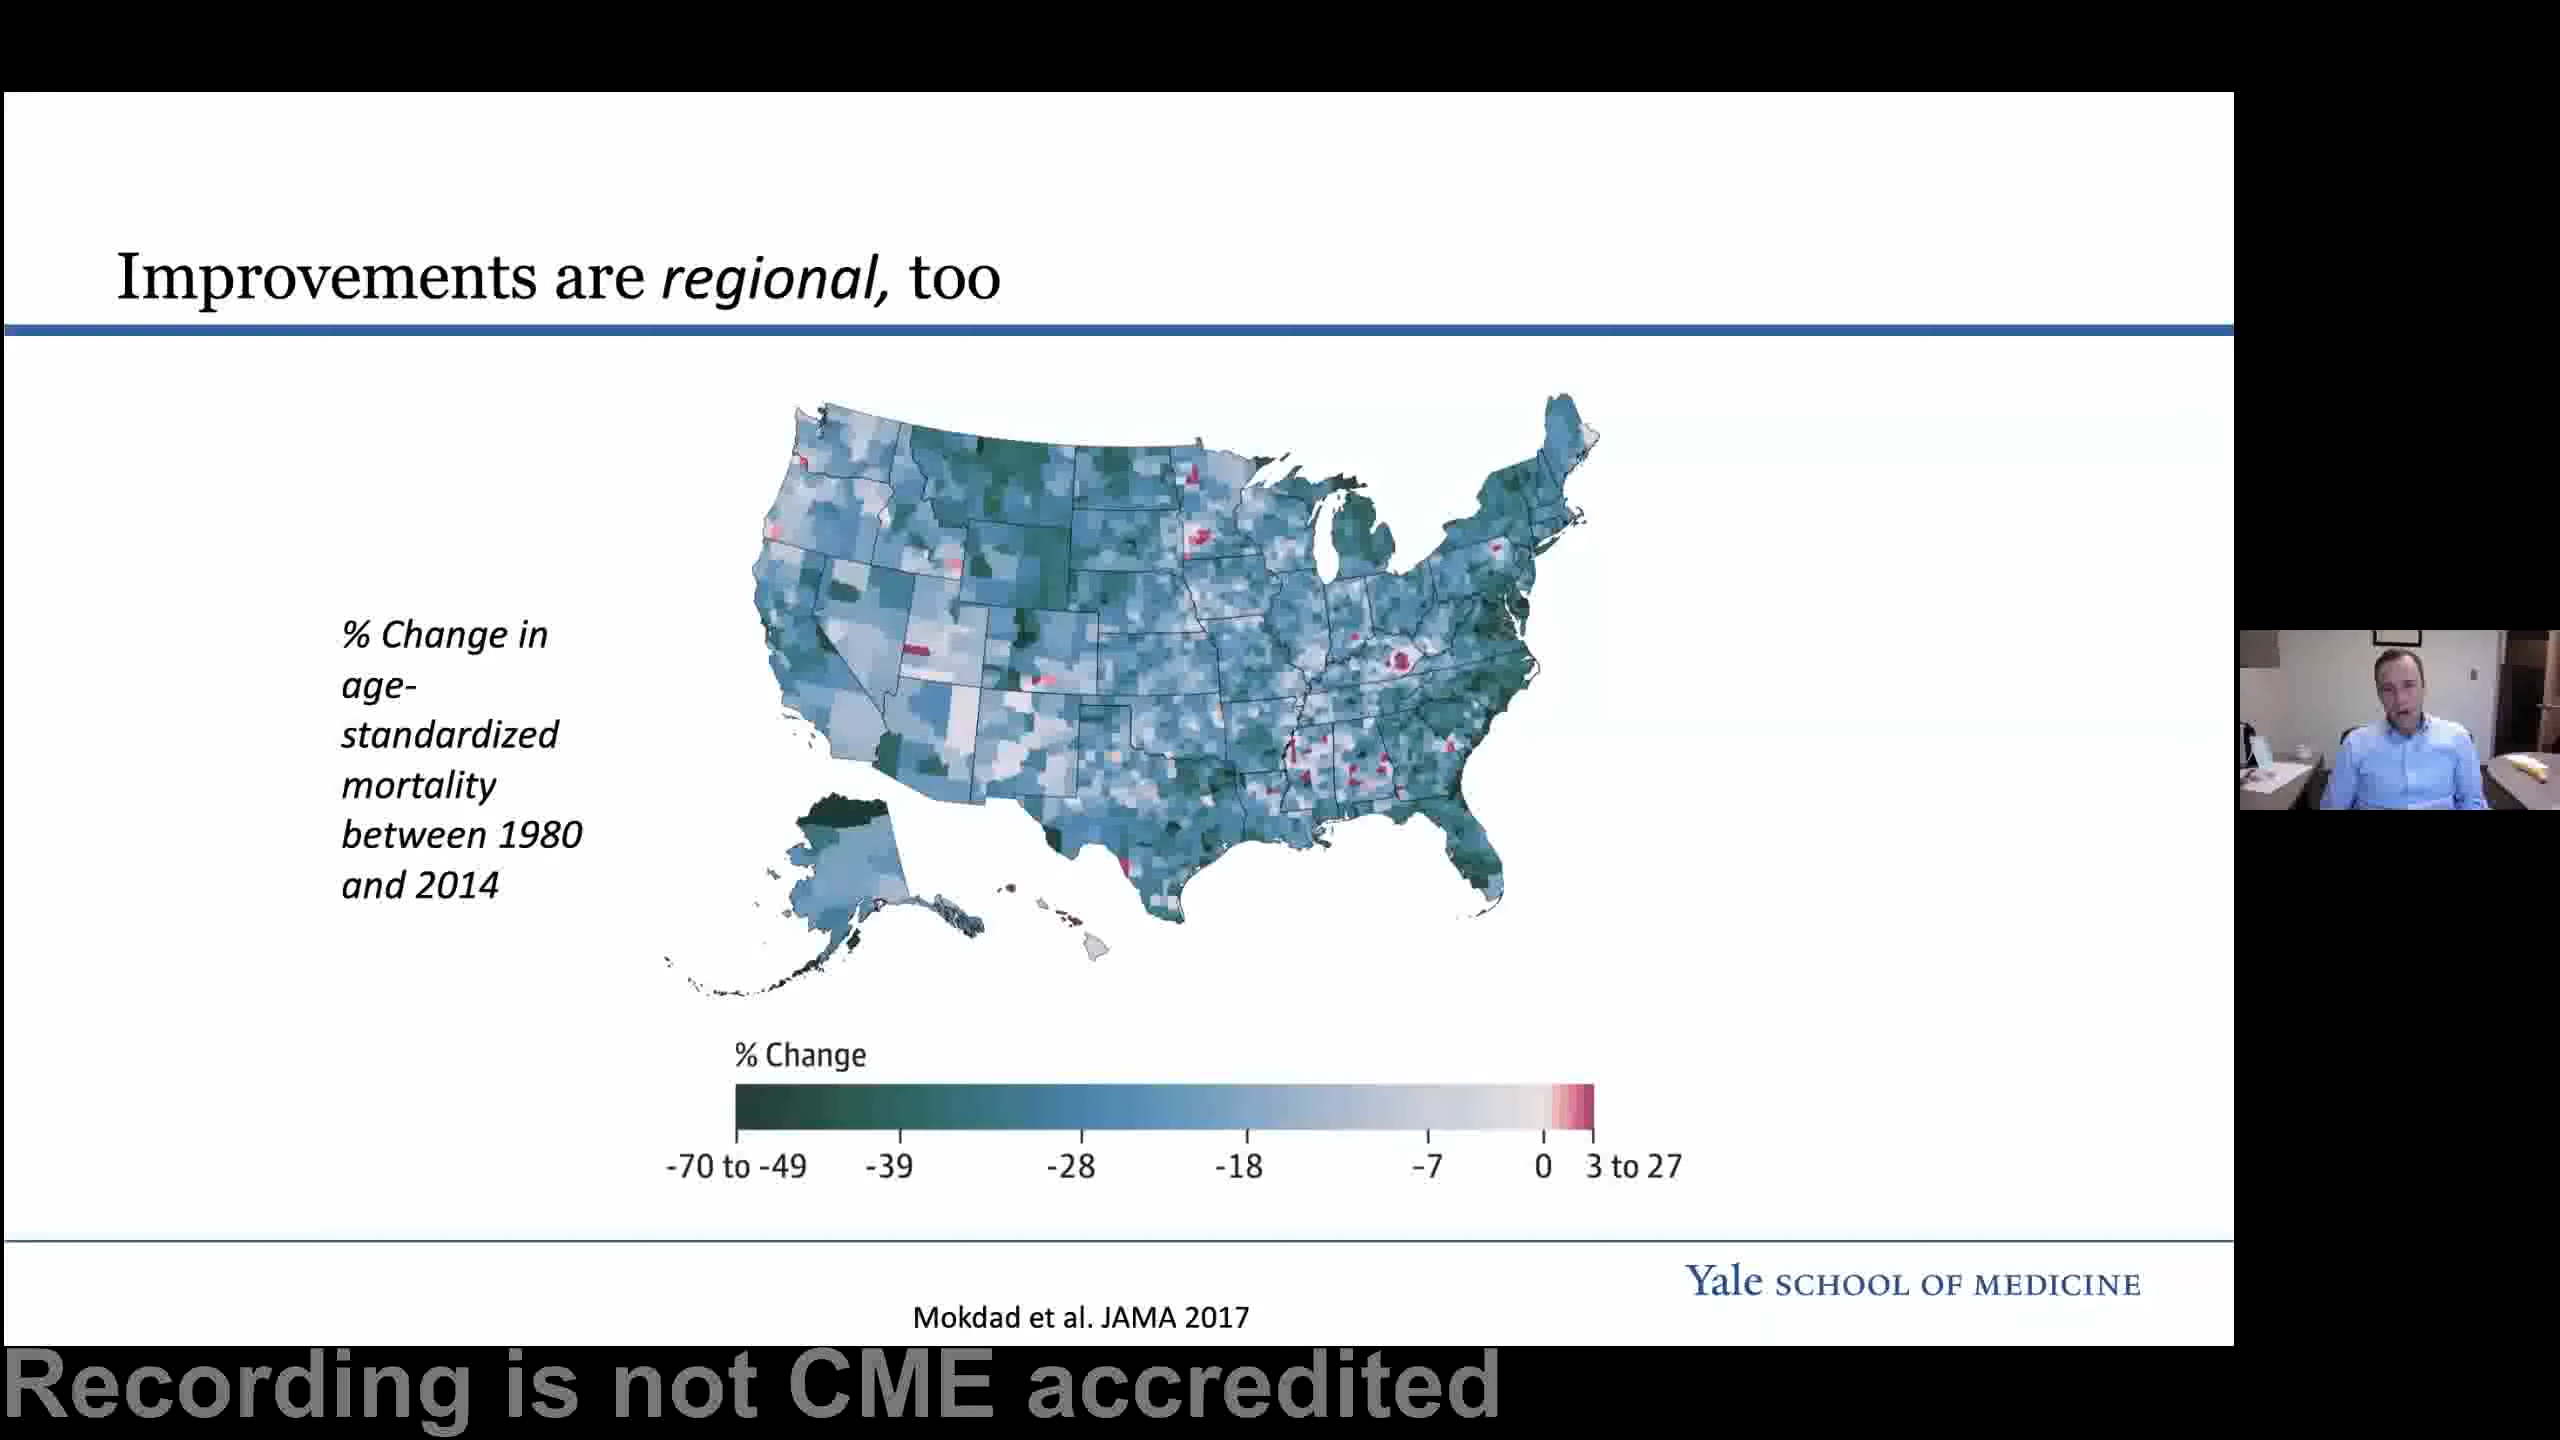 Improvements are regional, too
% Change in
age-
standardized
mortality
between 1980
and 2014
% Change
-70 to -49 -39 -28 -18 -7 0 3 to 27
Yale SCHOOL OF MEDICINE
Mokdad et al. JAMA 2017
Recording is not CME accredited